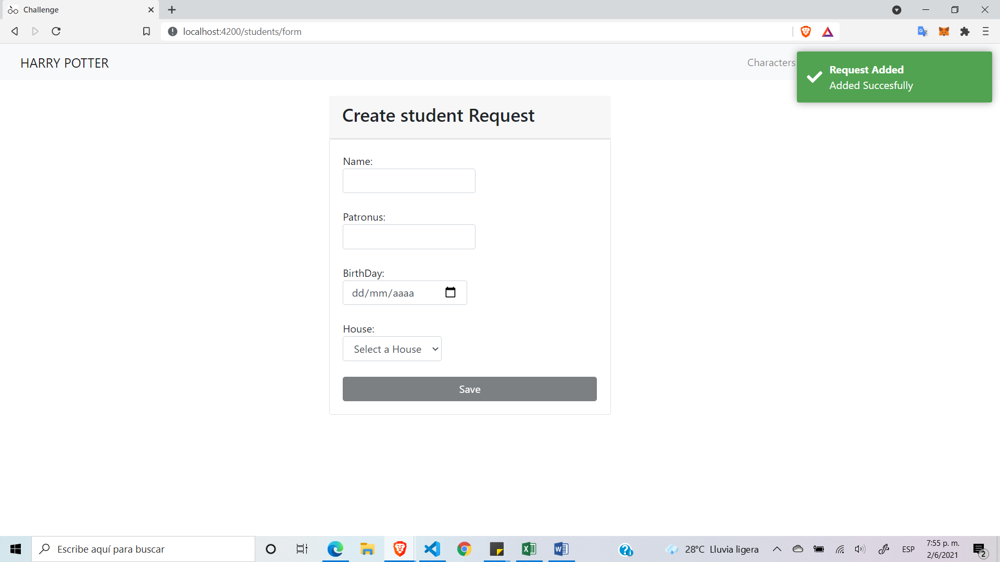 Challenge
localhost:4200/students/form
HARRY POTTER
Characters
Request Added
Added Succesfully
Create student Request
Name:
Patronus:
BirthDay:
dd/mm/aaaa
House:
Select a House
Save
Escribe aquí para buscar
28°C Lluvia ligera
ESP
7:55 p. m.
2/6/2021
2